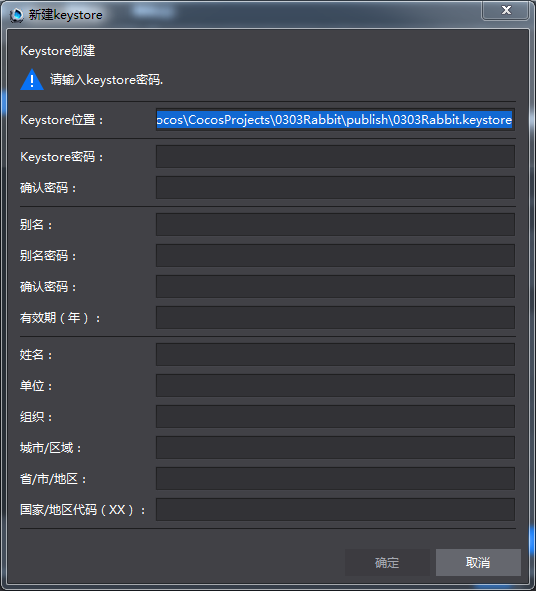 新建keystore
Keystore创建
请输入keystore密码.
Keystore位置：
ocos\CocosProjects\0303Rabbit\publish\0303Rabbit.keystore
Keystore密码：
确认密码：
别名：
别名密码：
确认密码：
有效期（年）：
姓名：
单位：
组织：
城市/区域：
省/市/地区：
国家/地区代码（XX）：
确定
取消